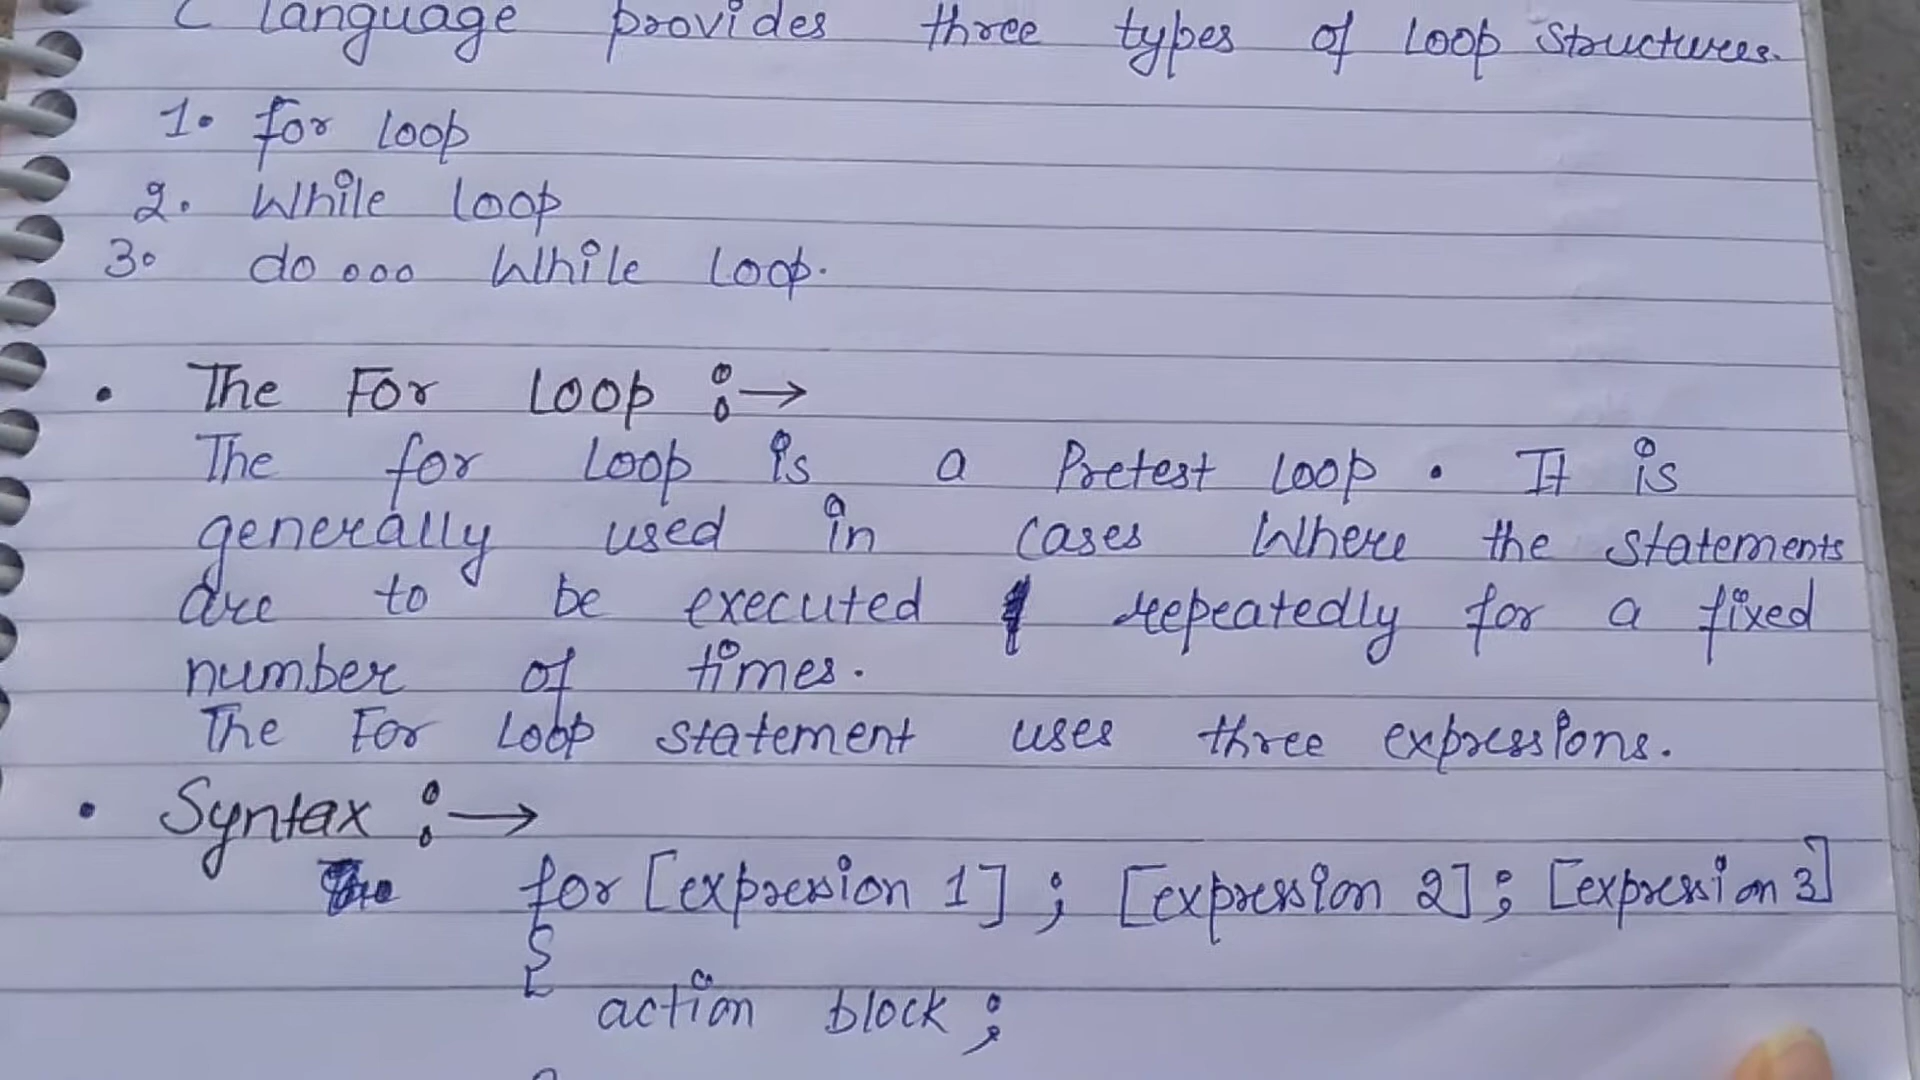 C language provides three types of Loop structures.
1. for loop
2. While loop
3. do ... While Loop.
• The For Loop :→
The for Loop is a Pretest loop. It is
generally used in cases Where the statements
are to be executed repeatedly for a fixed
number of times.
The For Loop statement uses three expressions.
• Syntax :→
for [expression 1] ; [expression 2] ; [expression 3]
{
action block ;